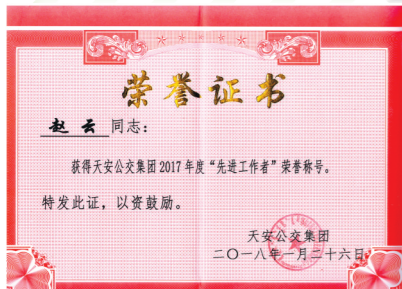 荣誉证书
赵云同志：
获得天安公交集团2017年度“先进工作者”荣誉称号。
特发此证，以资鼓励。
天安公交集团
二〇一八年一月二十六日